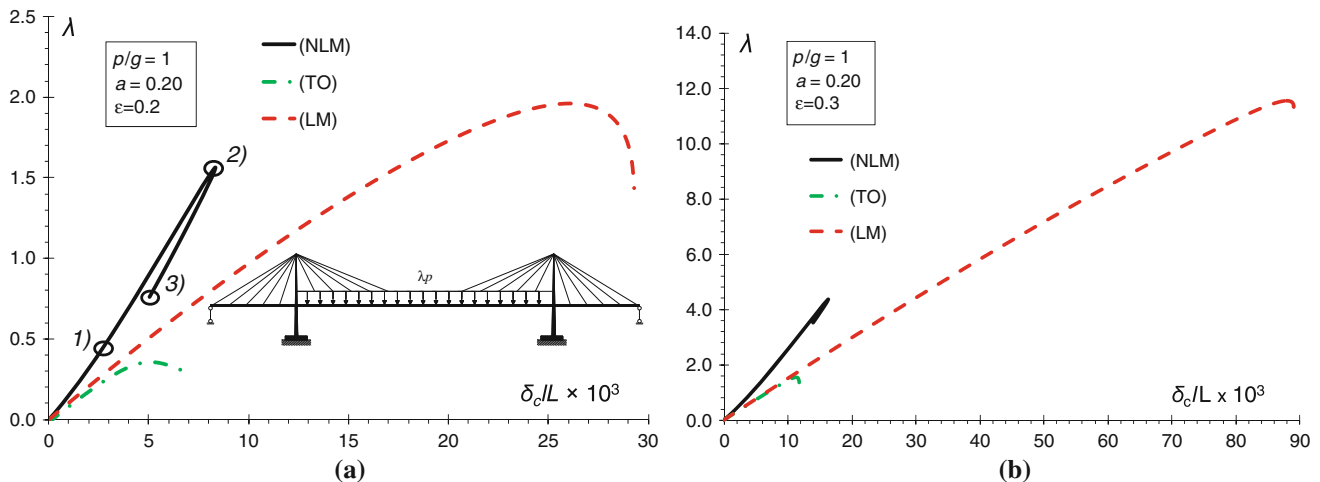 λ
2.5
2.0
1.5
1.0
0.5
0.0
p/g = 1
a = 0.20
ε=0.2
(NLM)
(TO)
(LM)
2)
3)
1)
λp
δc/L × 10³
0 5 10 15 20 25 30
(a)
λ
14.0
12.0
10.0
8.0
6.0
4.0
2.0
0.0
p/g = 1
a = 0.20
ε=0.3
(NLM)
(TO)
(LM)
δc/L x 10³
0 10 20 30 40 50 60 70 80 90
(b)